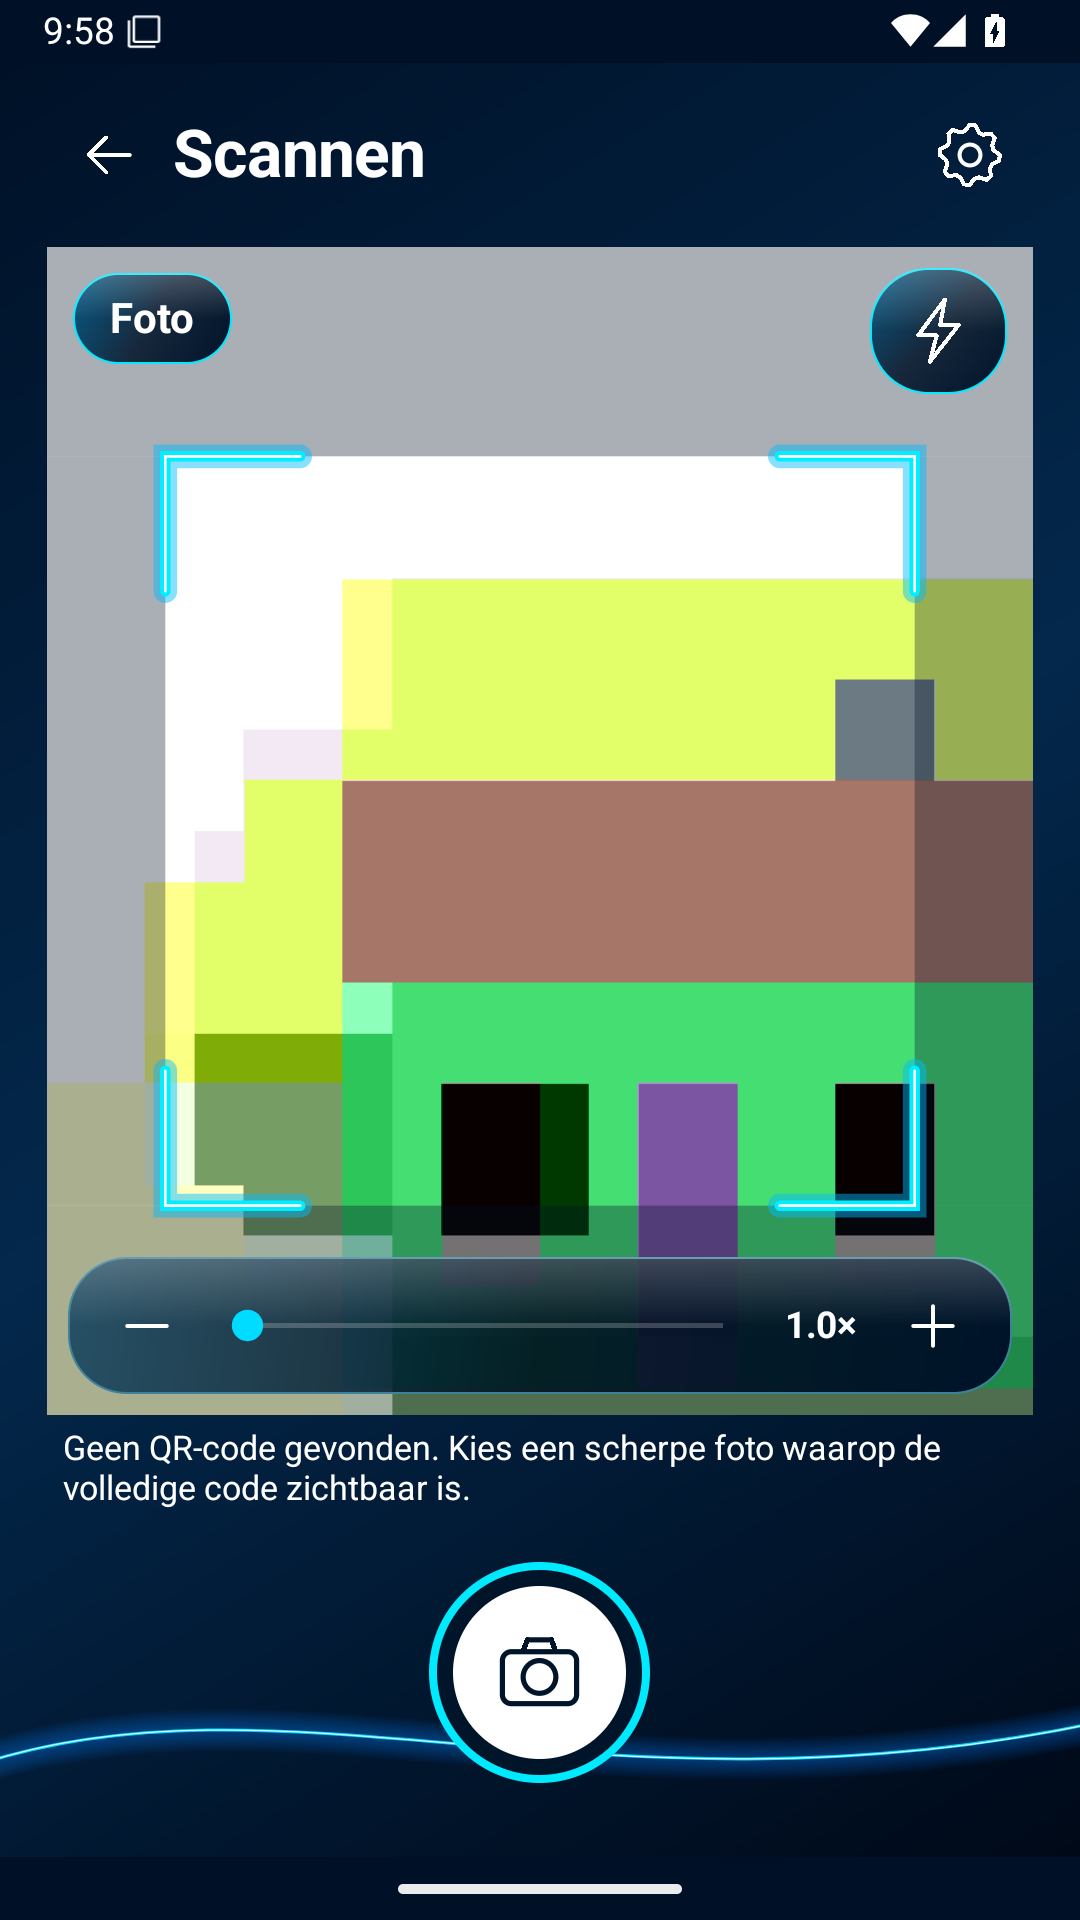 9:58
Scannen
Foto
1.0×
Geen QR-code gevonden. Kies een scherpe foto waarop de
volledige code zichtbaar is.